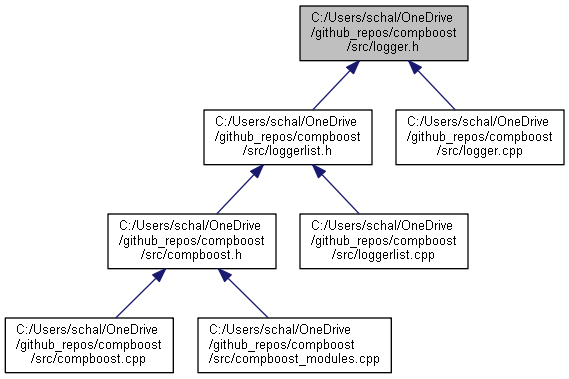 C:/Users/schal/OneDrive
/github_repos/compboost
/src/logger.h
C:/Users/schal/OneDrive
/github_repos/compboost
/src/loggerlist.h
C:/Users/schal/OneDrive
/github_repos/compboost
/src/logger.cpp
C:/Users/schal/OneDrive
/github_repos/compboost
/src/compboost.h
C:/Users/schal/OneDrive
/github_repos/compboost
/src/loggerlist.cpp
C:/Users/schal/OneDrive
/github_repos/compboost
/src/compboost.cpp
C:/Users/schal/OneDrive
/github_repos/compboost
/src/compboost_modules.cpp